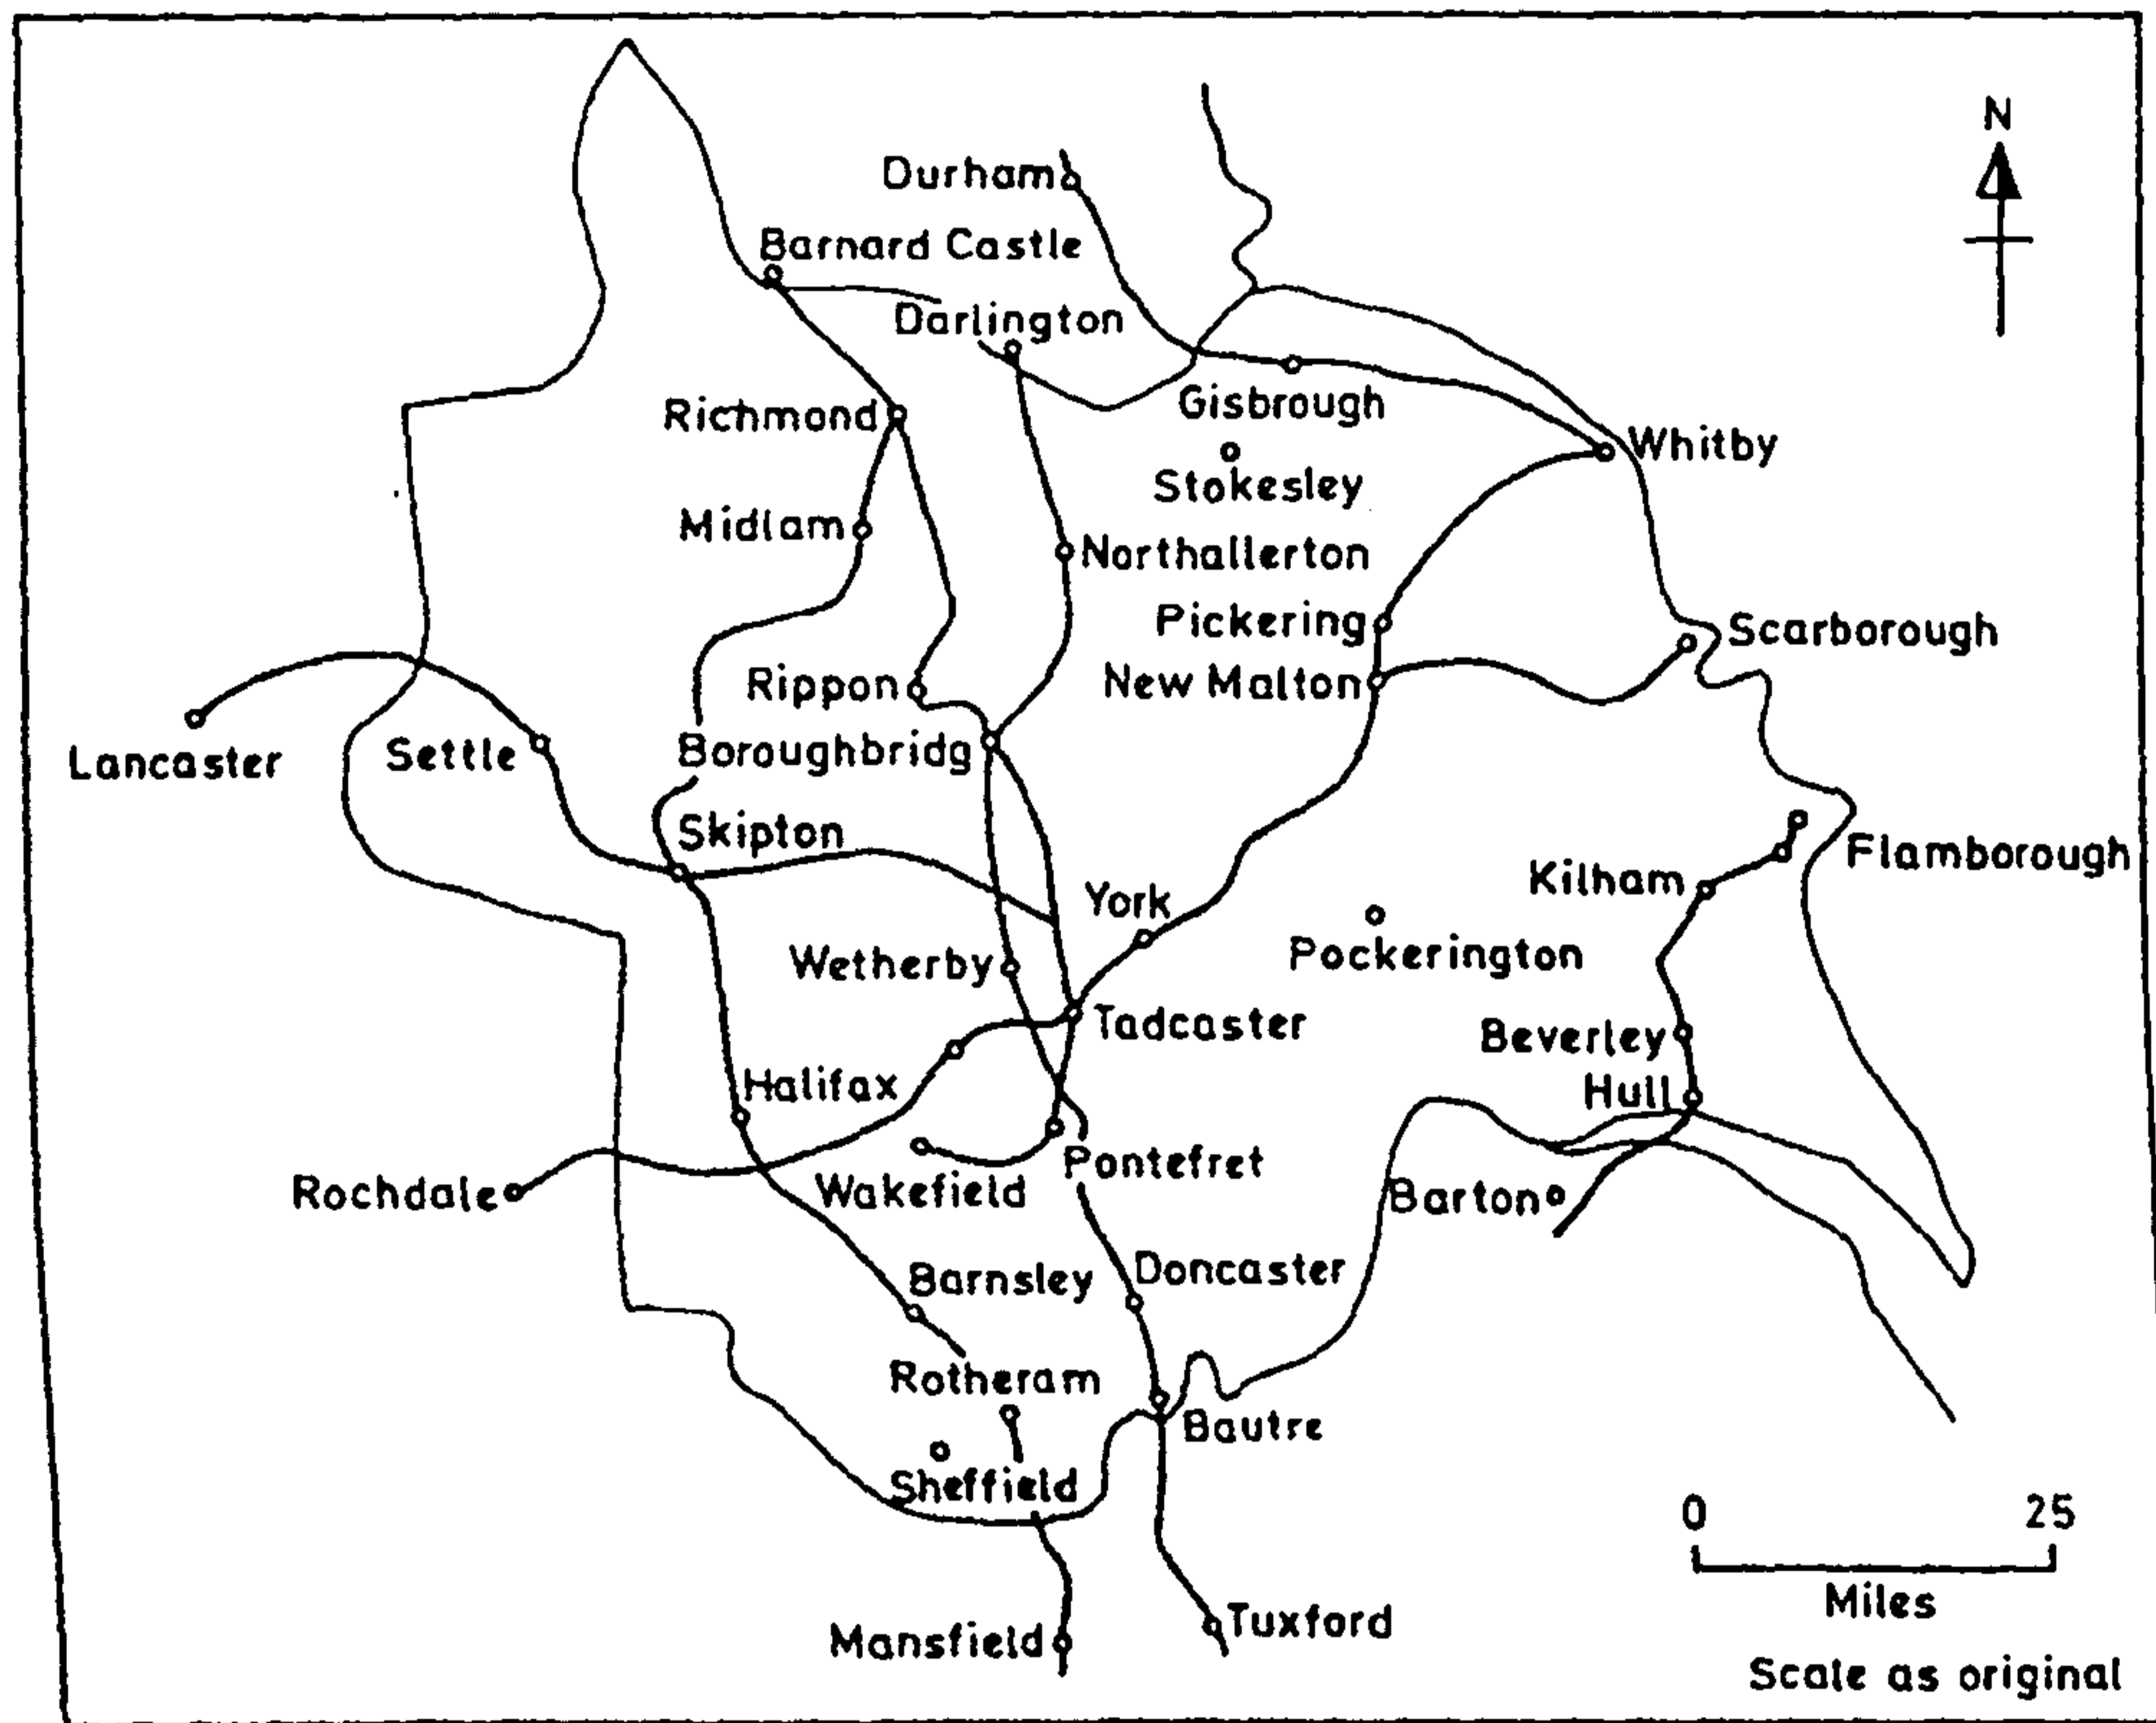 N
Durham
Barnard Castle
Darlington
Gisbrough
Richmond
Whitby
Stokesley
Midlam
Northallerton
Pickering
Scarborough
Rippon
New Malton
Lancaster
Settle
Boroughbridg
Skipton
Flamborough
Kilham
York
Pockerington
Wetherby
Tadcaster
Beverley
Halifax
Hull
Pontefret
Rochdale
Wakefield
Barton
Barnsley
Doncaster
Rotheram
Bautre
Sheffield
0 25
Miles
Tuxford
Mansfield
Scale as original